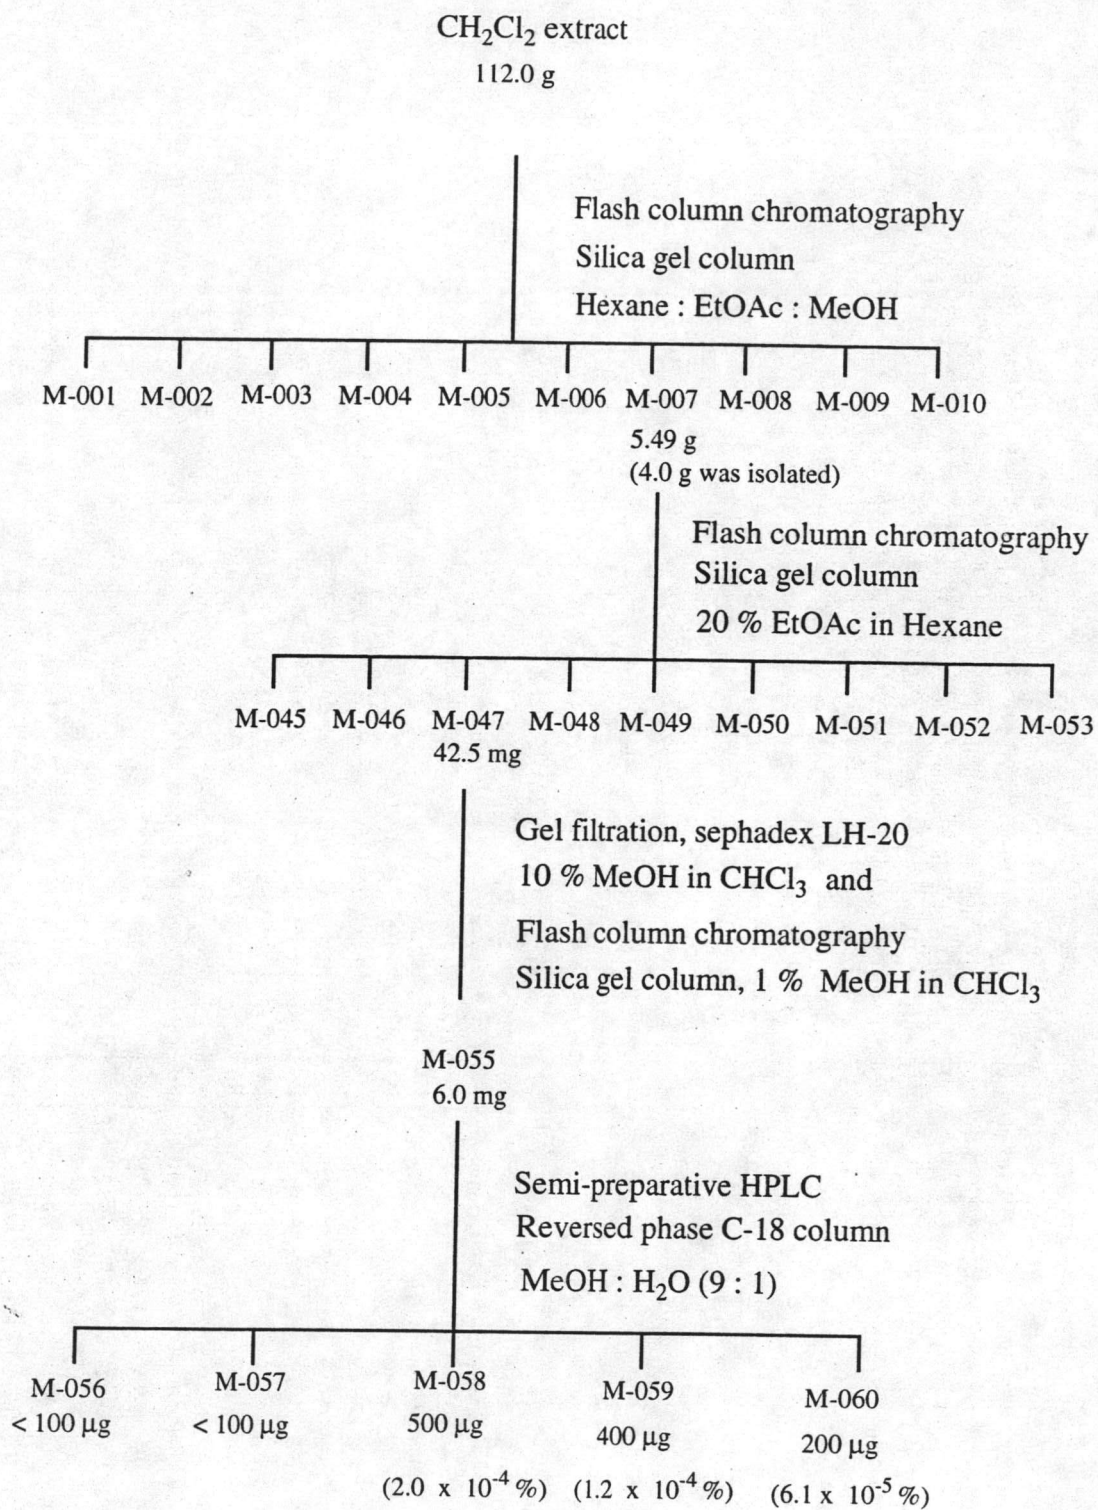 CH₂Cl₂ extract
112.0 g
Flash column chromatography
Silica gel column
Hexane : EtOAc : MeOH
M-001 M-002 M-003 M-004 M-005 M-006 M-007 M-008 M-009 M-010
5.49 g
(4.0 g was isolated)
Flash column chromatography
Silica gel column
20 % EtOAc in Hexane
M-045 M-046 M-047 M-048 M-049 M-050 M-051 M-052 M-053
42.5 mg
Gel filtration, sephadex LH-20
10 % MeOH in CHCl₃ and
Flash column chromatography
Silica gel column, 1 % MeOH in CHCl₃
M-055
6.0 mg
Semi-preparative HPLC
Reversed phase C-18 column
MeOH : H₂O (9 : 1)
M-056 M-057 M-058 M-059 M-060
< 100 µg < 100 µg 500 µg 400 µg 200 µg
(2.0 x 10⁻⁴ %) (1.2 x 10⁻⁴ %) (6.1 x 10⁻⁵ %)